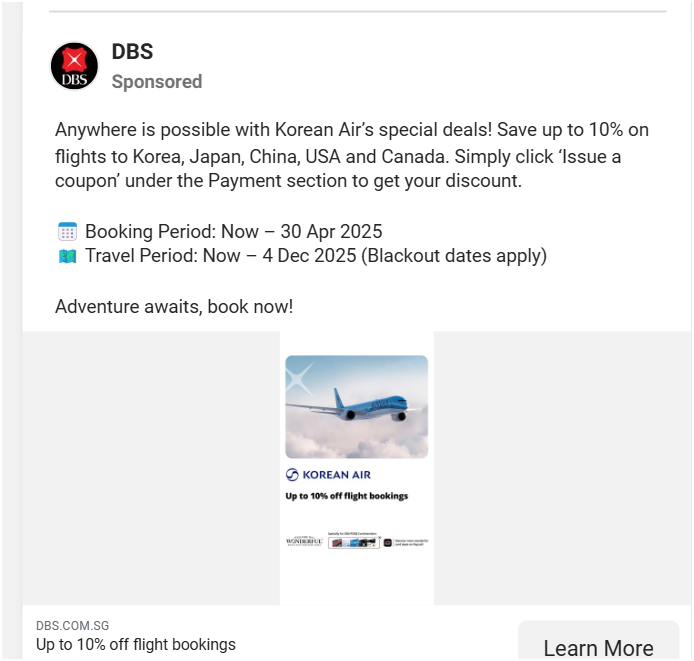 DBS
DBS
Sponsored
Anywhere is possible with Korean Air’s special deals! Save up to 10% on
flights to Korea, Japan, China, USA and Canada. Simply click ‘Issue a
coupon’ under the Payment section to get your discount.
Booking Period: Now – 30 Apr 2025
Travel Period: Now – 4 Dec 2025 (Blackout dates apply)
Adventure awaits, book now!
KOREAN AIR
Up to 10% off flight bookings
WONDERFUL
DBS.COM.SG
Up to 10% off flight bookings
Learn More